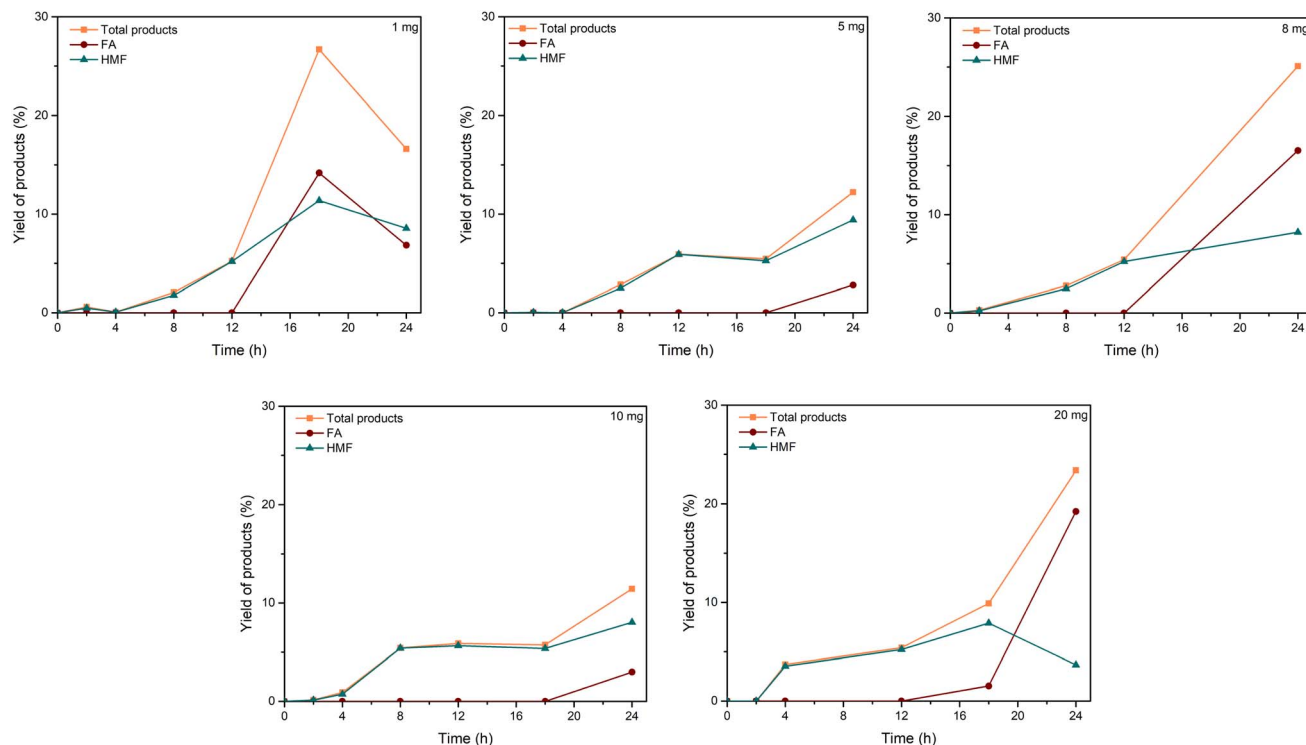 30
20
10
0
Yield of products (%)
Total products
FA
HMF
1 mg
0 4 8 12 16 20 24
Time (h)
30
20
10
0
Yield of products (%)
Total products
FA
HMF
5 mg
0 4 8 12 16 20 24
Time (h)
30
20
10
0
Yield of products (%)
Total products
FA
HMF
8 mg
0 4 8 12 16 20 24
Time (h)
30
20
10
0
Yield of products (%)
Total products
FA
HMF
10 mg
0 4 8 12 16 20 24
Time (h)
30
20
10
0
Yield of products (%)
Total products
FA
HMF
20 mg
0 4 8 12 16 20 24
Time (h)